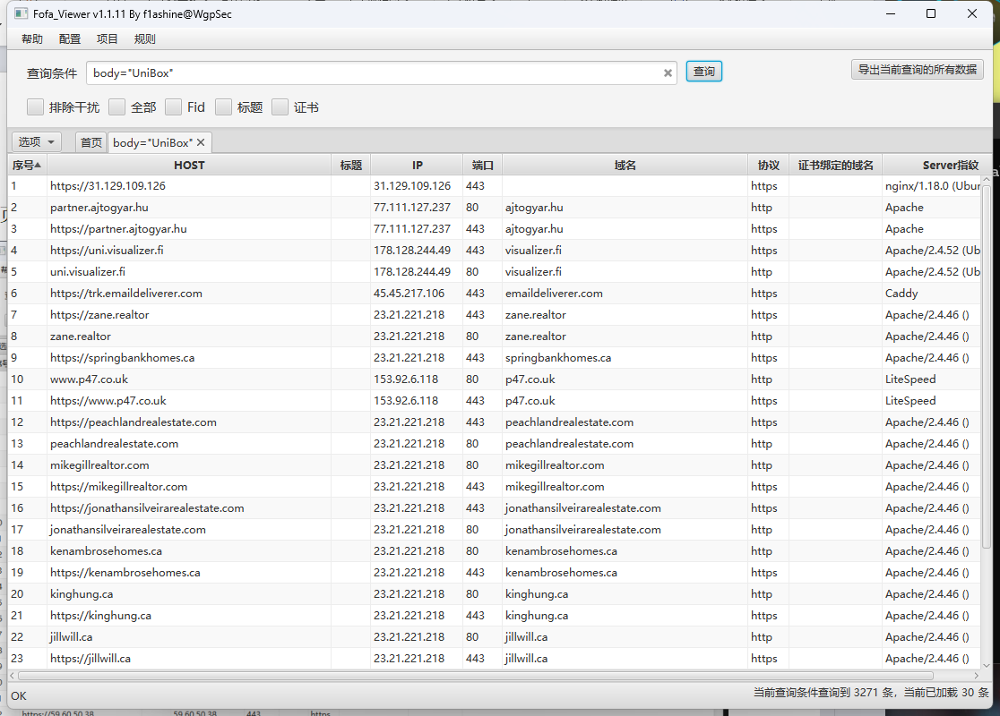 Fofa_Viewer v1.1.11 By f1ashine@WgpSec
帮助 配置 项目 规则
查询条件 body="UniBox" 查询 导出当前查询的所有数据
排除干扰 全部 Fid 标题 证书
选项 首页 body="UniBox"
序号 HOST 标题 IP 端口 域名 协议 证书绑定的域名 Server指纹
1 https://31.129.109.126 31.129.109.126 443 https nginx/1.18.0 (Ubun
2 partner.ajtogyar.hu 77.111.127.237 80 ajtogyar.hu http Apache
3 https://partner.ajtogyar.hu 77.111.127.237 443 ajtogyar.hu https Apache
4 https://uni.visualizer.fi 178.128.244.49 443 visualizer.fi https Apache/2.4.52 (Ub
5 uni.visualizer.fi 178.128.244.49 80 visualizer.fi http Apache/2.4.52 (Ub
6 https://trk.emaildeliverer.com 45.45.217.106 443 emaildeliverer.com https Caddy
7 https://zane.realtor 23.21.221.218 443 zane.realtor https Apache/2.4.46 ()
8 zane.realtor 23.21.221.218 80 zane.realtor http Apache/2.4.46 ()
9 https://springbankhomes.ca 23.21.221.218 443 springbankhomes.ca https Apache/2.4.46 ()
10 www.p47.co.uk 153.92.6.118 80 p47.co.uk http LiteSpeed
11 https://www.p47.co.uk 153.92.6.118 443 p47.co.uk https LiteSpeed
12 https://peachlandrealestate.com 23.21.221.218 443 peachlandrealestate.com https Apache/2.4.46 ()
13 peachlandrealestate.com 23.21.221.218 80 peachlandrealestate.com http Apache/2.4.46 ()
14 mikegillrealtor.com 23.21.221.218 80 mikegillrealtor.com http Apache/2.4.46 ()
15 https://mikegillrealtor.com 23.21.221.218 443 mikegillrealtor.com https Apache/2.4.46 ()
16 https://jonathansilveirarealestate.com 23.21.221.218 443 jonathansilveirarealestate.com https Apache/2.4.46 ()
17 jonathansilveirarealestate.com 23.21.221.218 80 jonathansilveirarealestate.com http Apache/2.4.46 ()
18 kenambrosehomes.ca 23.21.221.218 80 kenambrosehomes.ca http Apache/2.4.46 ()
19 https://kenambrosehomes.ca 23.21.221.218 443 kenambrosehomes.ca https Apache/2.4.46 ()
20 kinghung.ca 23.21.221.218 80 kinghung.ca http Apache/2.4.46 ()
21 https://kinghung.ca 23.21.221.218 443 kinghung.ca https Apache/2.4.46 ()
22 jillwill.ca 23.21.221.218 80 jillwill.ca http Apache/2.4.46 ()
23 https://jillwill.ca 23.21.221.218 443 jillwill.ca https Apache/2.4.46 ()
OK 当前查询条件查询到 3271 条，当前已加载 30 条